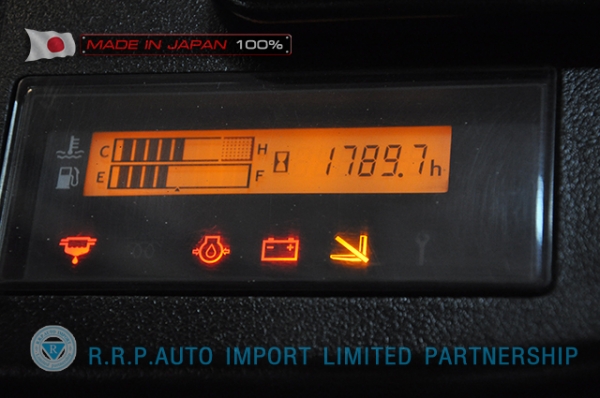 MADE IN JAPAN 100%
C H 1789.7h
E F
R R.R.P.AUTO IMPORT LIMITED PARTNERSHIP